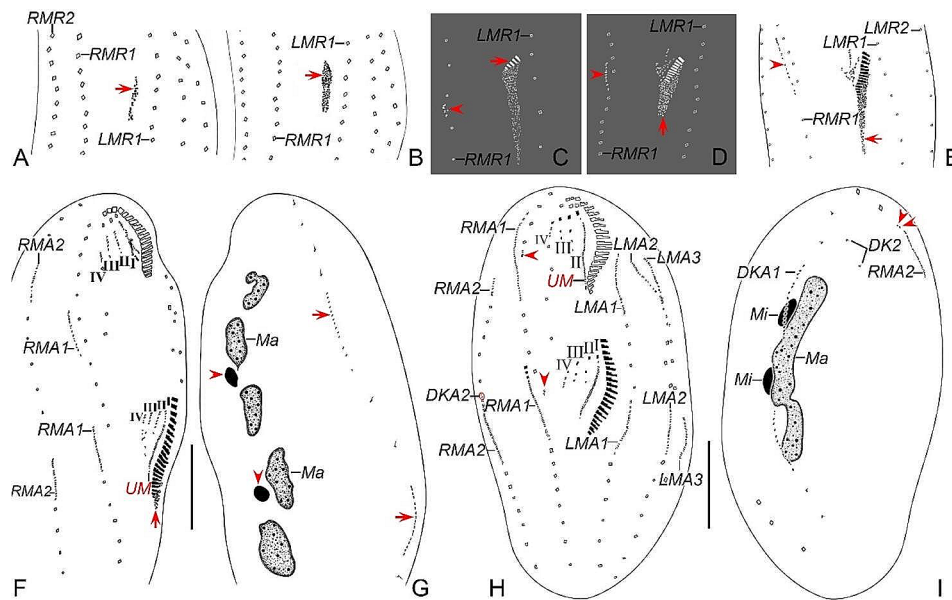 RMR2
RMR1
LMR1
A
LMR1
RMR1
B
LMR1
RMR1
C
LMR1
RMR1
D
LMR2
LMR1
RMR1
E
RMA2
IV III II I
RMA1
RMA1
IV III II I
RMA2
UM
F
Ma
Ma
G
RMA1
IV III II
LMA2
LMA3
UM
RMA2
LMA1
IV III II I
DKA2
RMA1
LMA2
RMA2
LMA1
LMA3
H
DK2
DKA1
RMA2
Mi
Ma
Mi
I